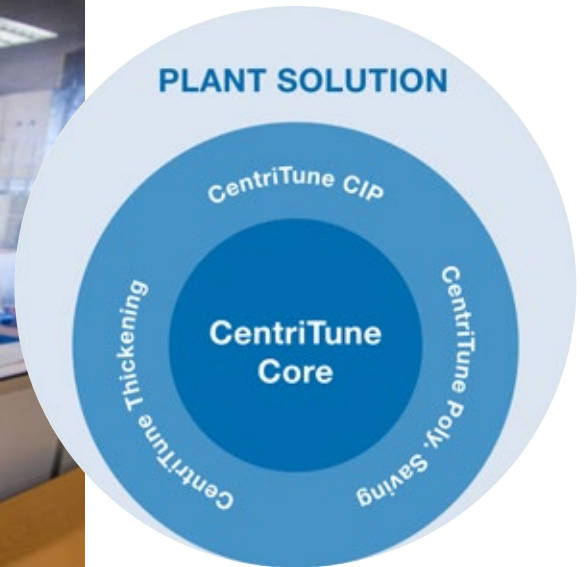 PLANT SOLUTION
CentriTune CIP
CentriTune Thickening
CentriTune
Core
CentriTune Poly. Saving